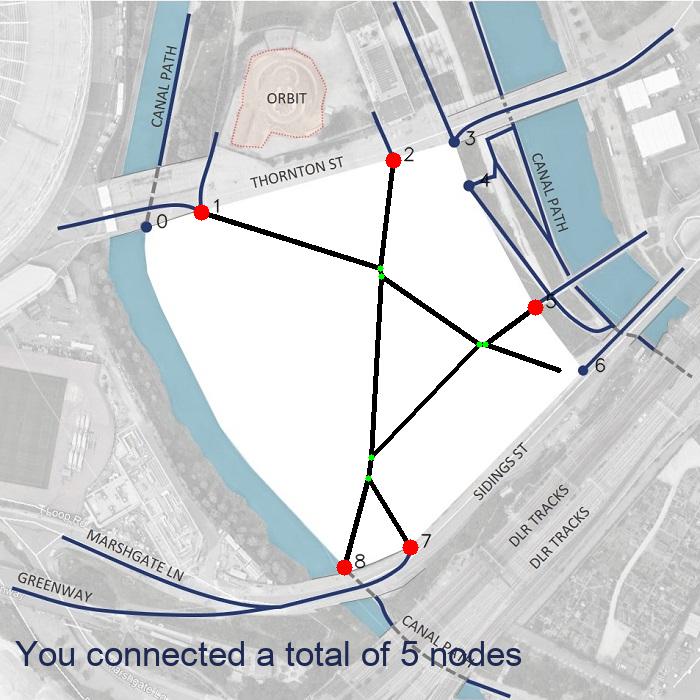 CANAL PATH
ORBIT
2
3
THORNTON ST
4
CANAL PATH
1
0
5
6
SIDINGS ST
DLR TRACKS
DLR TRACKS
7
8
MARSHGATE LN
GREENWAY
CANAL PATH
You connected a total of 5 nodes